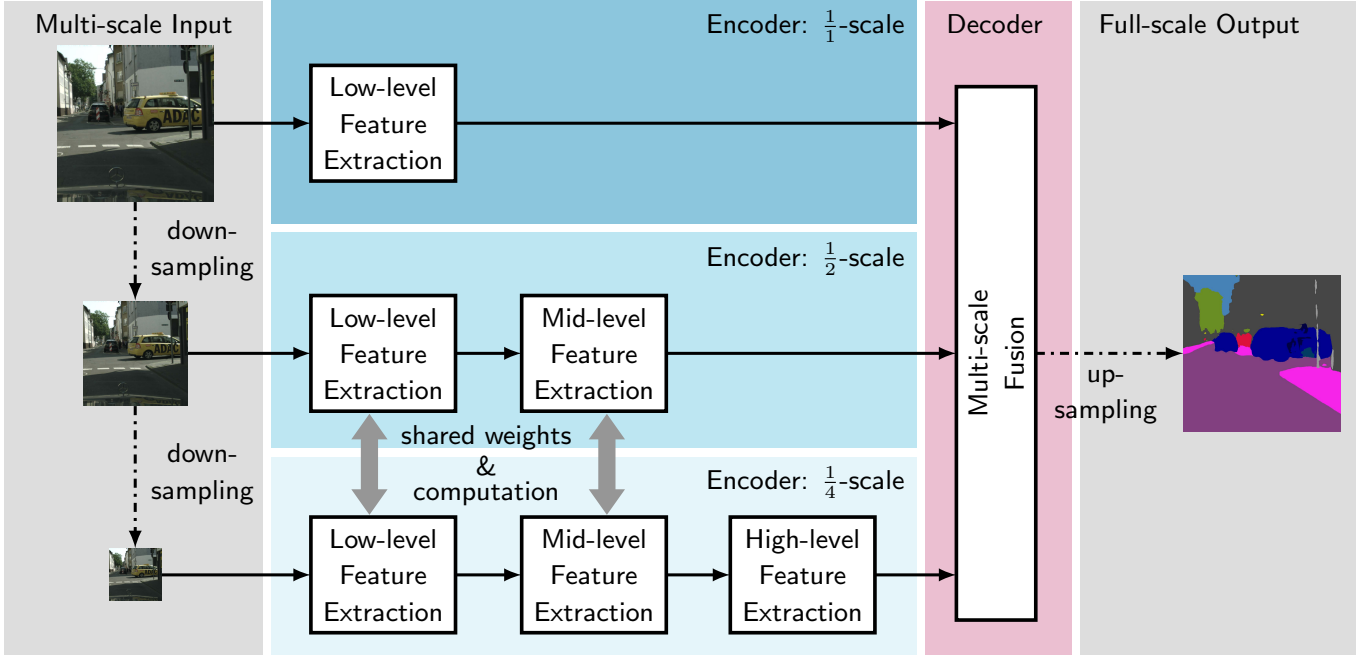 Multi-scale Input
Encoder: 1/1-scale
Decoder
Full-scale Output
Low-level
Feature
Extraction
ADAC
down-
sampling
Encoder: 1/2-scale
Low-level
Feature
Extraction
Mid-level
Feature
Extraction
ADAC
Multi-scale
Fusion
up-
sampling
shared weights
&
computation
down-
sampling
Encoder: 1/4-scale
Low-level
Feature
Extraction
Mid-level
Feature
Extraction
High-level
Feature
Extraction